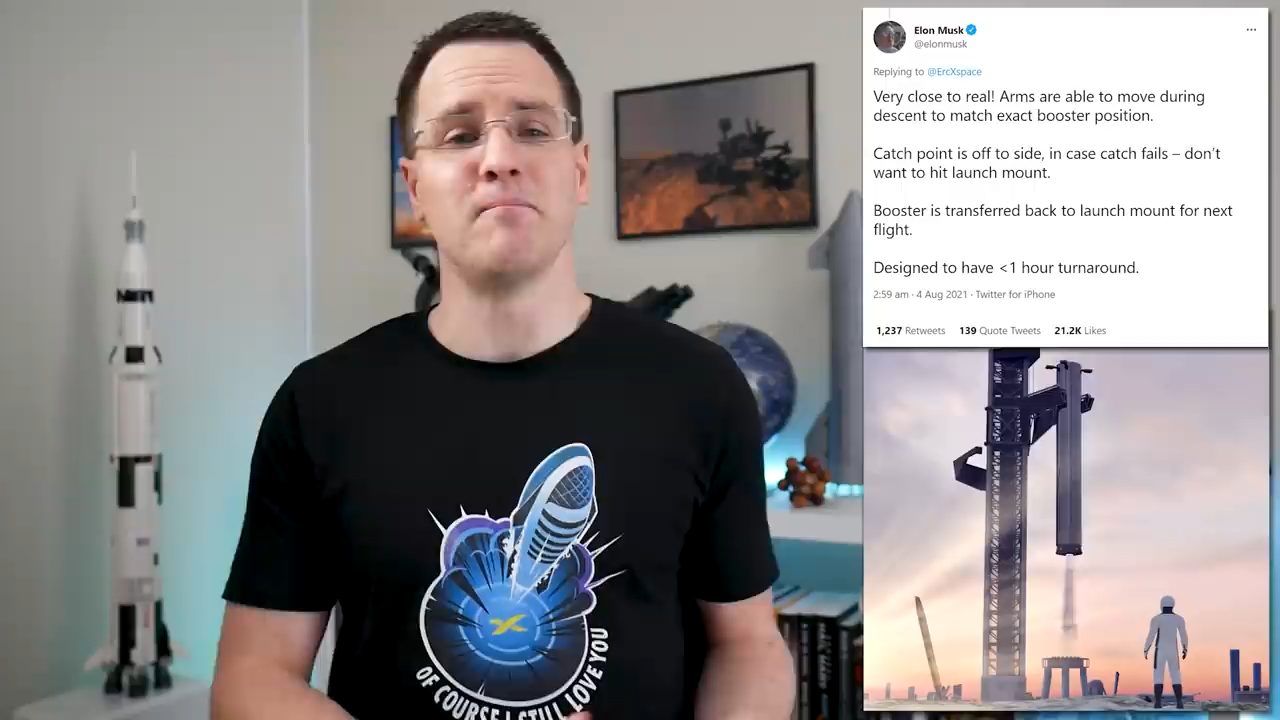 Elon Musk
@elonmusk
Replying to @ErcXspace
Very close to real! Arms are able to move during
descent to match exact booster position.
Catch point is off to side, in case catch fails – don't
want to hit launch mount.
Booster is transferred back to launch mount for next
flight.
Designed to have <1 hour turnaround.
2:59 am · 4 Aug 2021 · Twitter for iPhone
1,237 Retweets 139 Quote Tweets 21.2K Likes
OF COURSE I STILL LOVE YOU